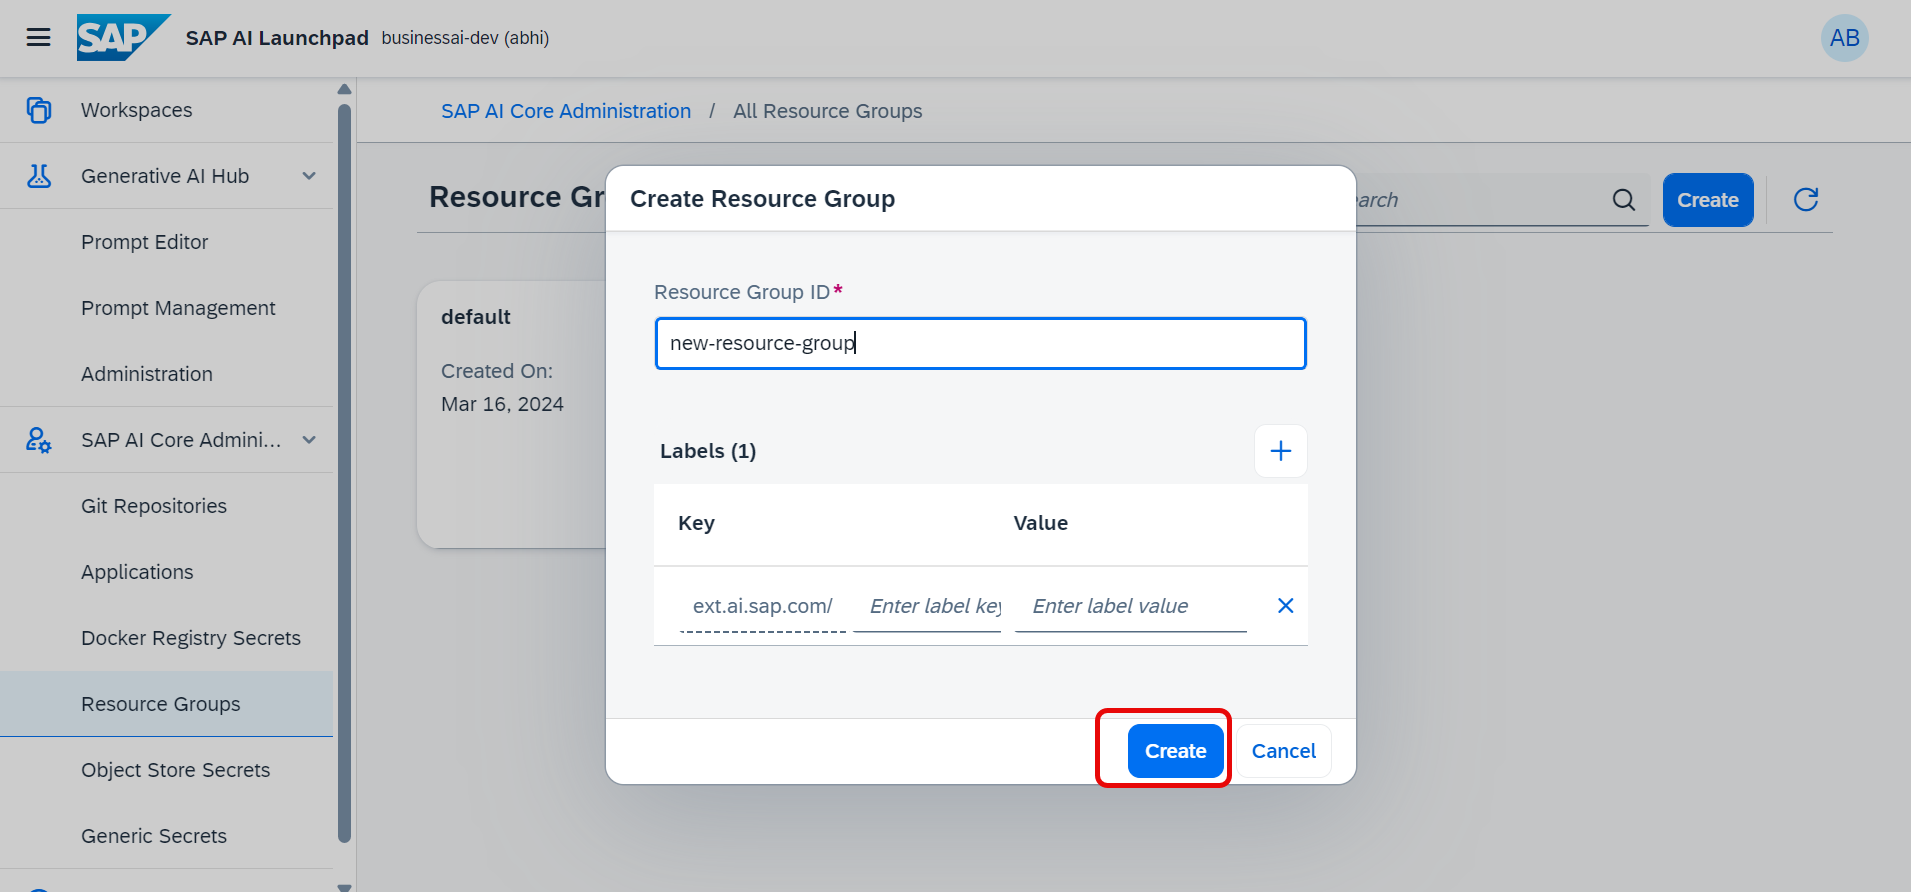 SAP SAP AI Launchpad businessai-dev (abhi) AB
Workspaces
Generative AI Hub
Prompt Editor
Prompt Management
Administration
SAP AI Core Admini...
Git Repositories
Applications
Docker Registry Secrets
Resource Groups
Object Store Secrets
Generic Secrets
SAP AI Core Administration / All Resource Groups
Resource Gr
earch
Create
default
Created On:
Mar 16, 2024
Create Resource Group
Resource Group ID*
new-resource-group
Labels (1)
Key Value
ext.ai.sap.com/ Enter label key Enter label value
Create Cancel